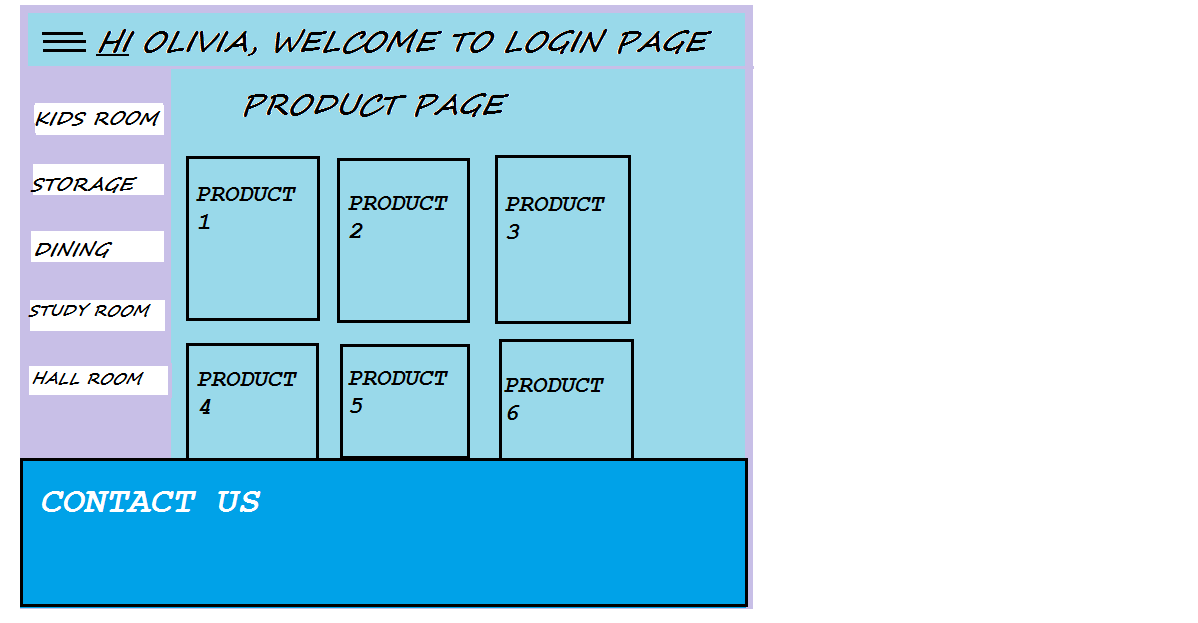 HI OLIVIA, WELCOME TO LOGIN PAGE
PRODUCT PAGE
KIDS ROOM
STORAGE
DINING
STUDY ROOM
HALL ROOM
PRODUCT
1
PRODUCT
2
PRODUCT
3
PRODUCT
4
PRODUCT
5
PRODUCT
6
CONTACT US